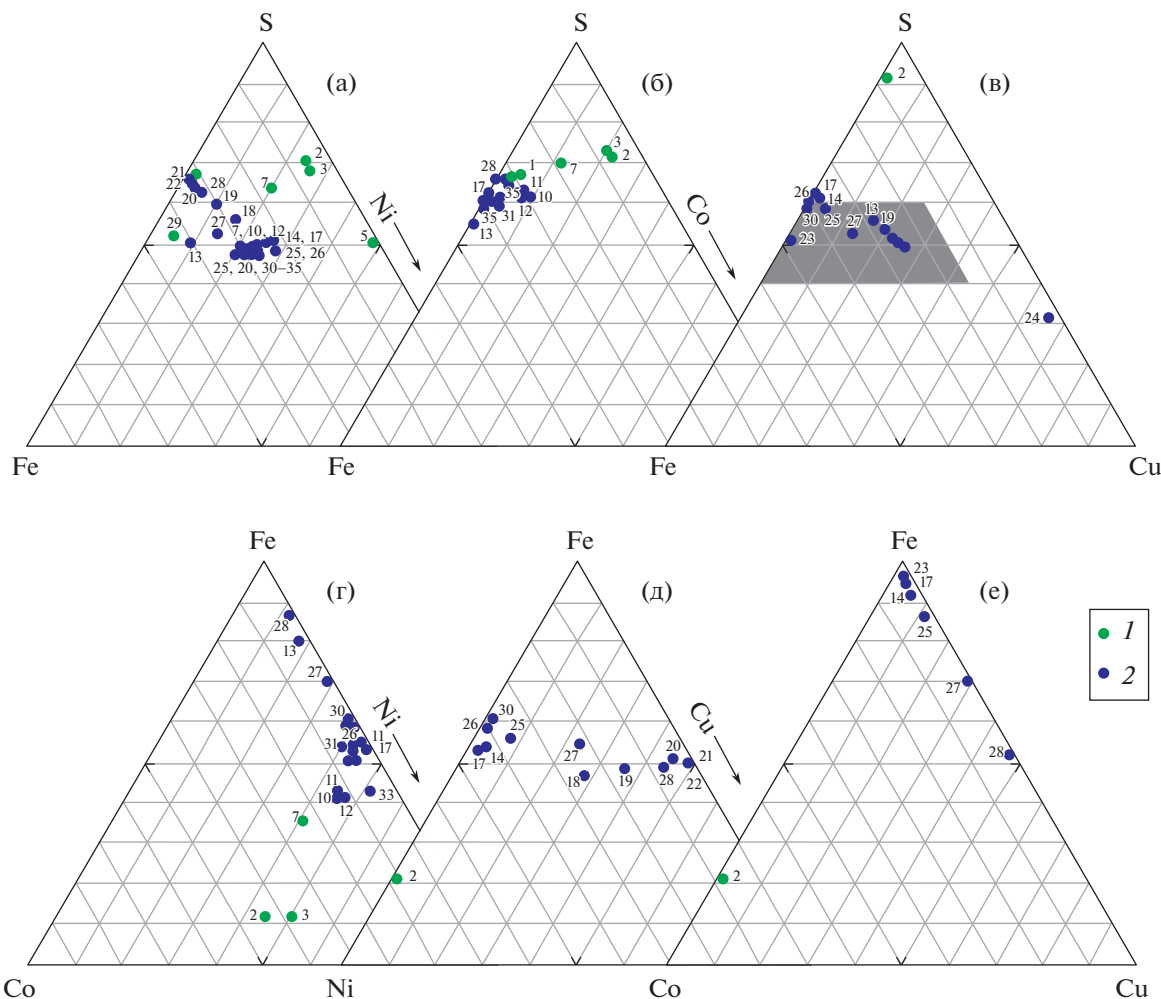 S S S
(а) (б) (в)
2
21 22 20 28 19 18 27 29 13 7 2 3 5
7, 10, 12
14, 17
25, 26
25, 20, 30–35
Ni
28 1 7 3 2 17 35 11 10 12 31 35 13
Co
26 17 14 30 25 13 19 27 23 24
Fe Fe Fe Cu
Fe Fe Fe
(г) (д) (е)
28 13 27 30 26 31 11 17 11 10 12 33 7 2 3
Ni
30 26 25 17 14 27 18 19 20 21 28 22 2
Cu
23 17 14 25 27 28 2
1
2
Co Ni Co Cu